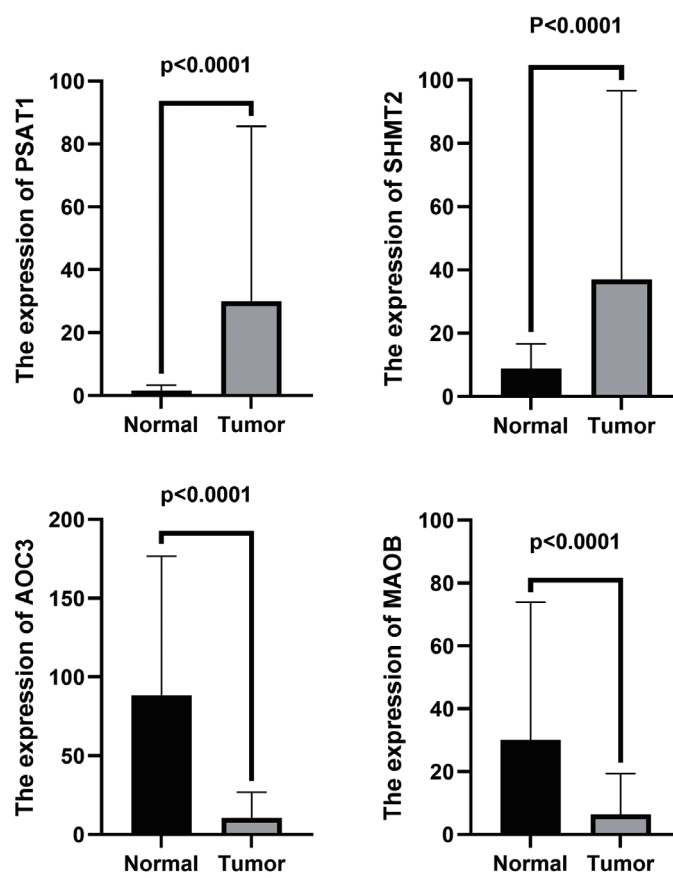 p<0.0001
The expression of PSAT1
100
80
60
40
20
0
Normal Tumor
P<0.0001
The expression of SHMT2
100
80
60
40
20
0
Normal Tumor
p<0.0001
The expression of AOC3
200
150
100
50
0
Normal Tumor
p<0.0001
The expression of MAOB
100
80
60
40
20
0
Normal Tumor